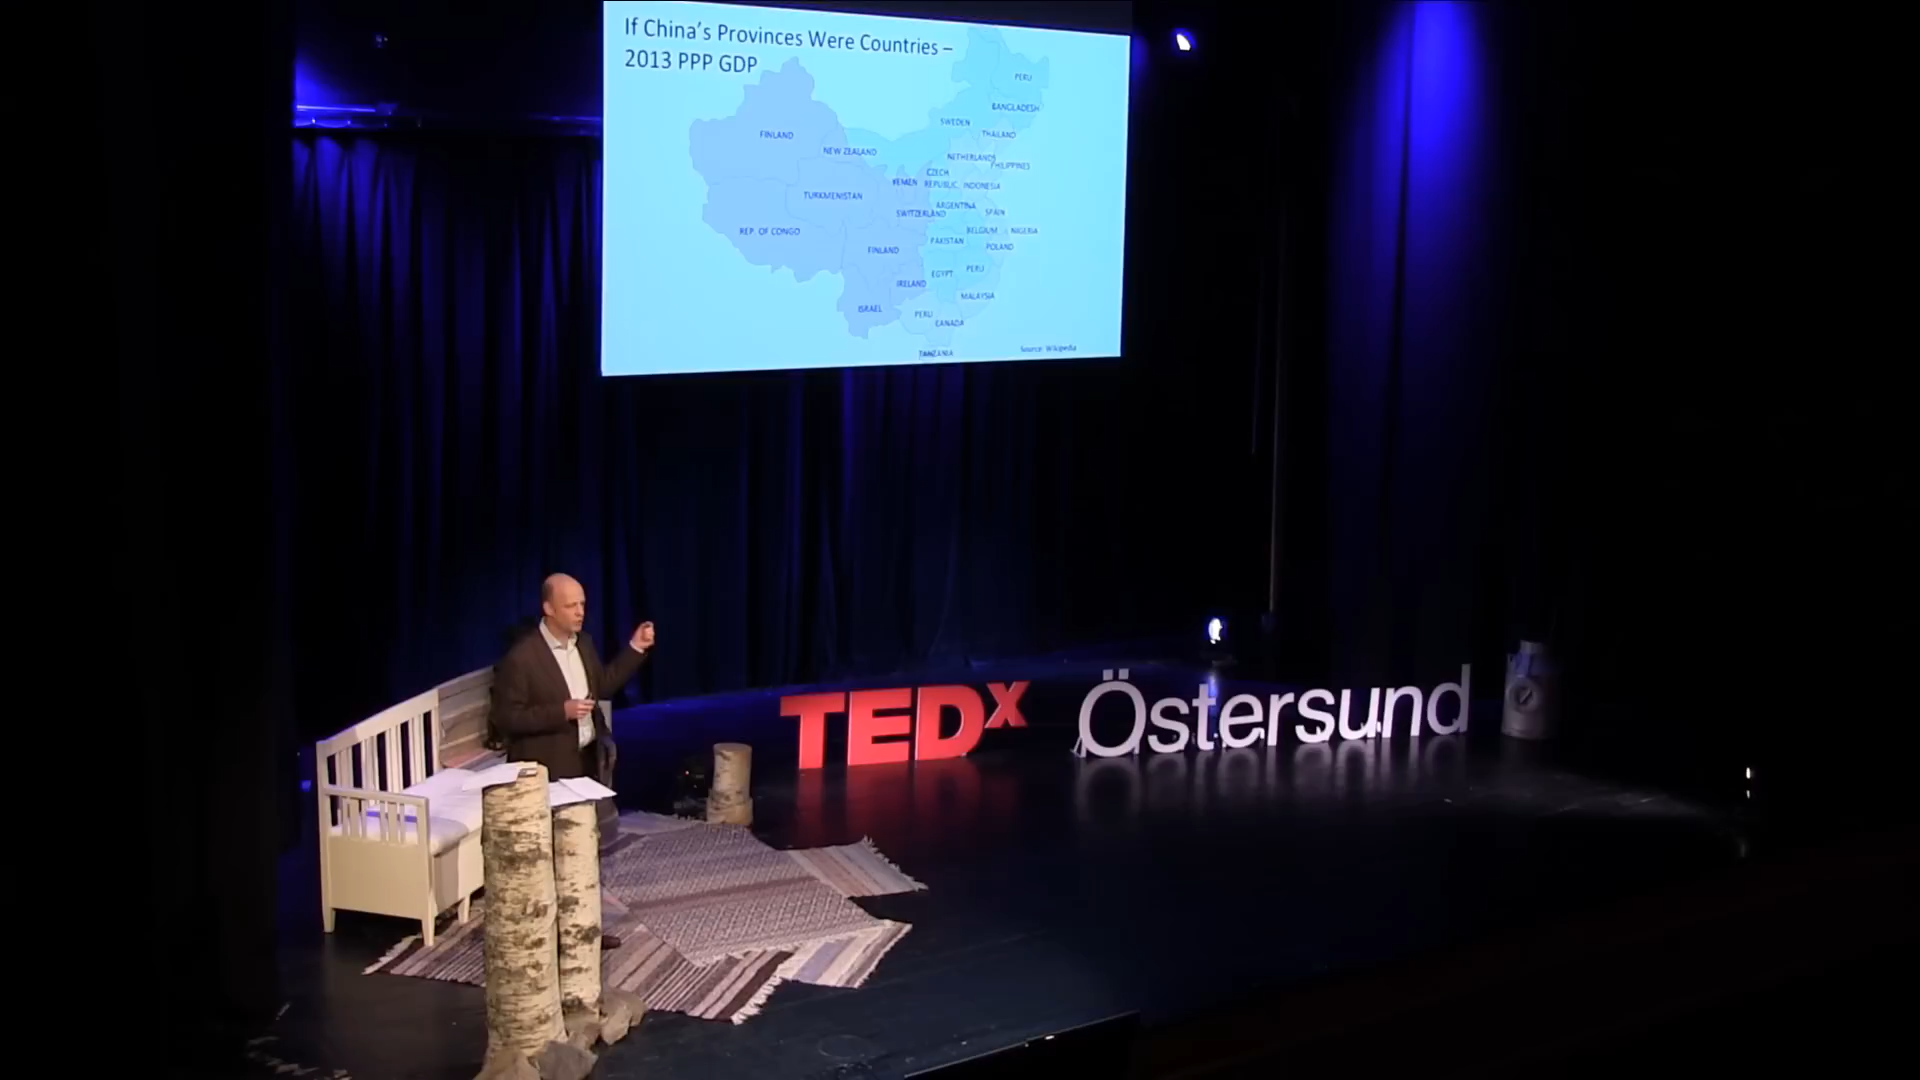 If China's Provinces Were Countries –
2013 PPP GDP
PERU
BANGLADESH
SWEDEN
FINLAND
THAILAND
NEW ZEALAND
NETHERLANDS
PHILIPPINES
CZECH
REPUBLIC
YEMEN
INDONESIA
TURKMENISTAN
ARGENTINA
SWITZERLAND
SPAIN
REP. OF CONGO
BELGIUM
NIGERIA
PAKISTAN
POLAND
FINLAND
PERU
EGYPT
IRELAND
MALAYSIA
ISRAEL
PERU
CANADA
TANZANIA
Source: Wikipedia
TEDx Östersund